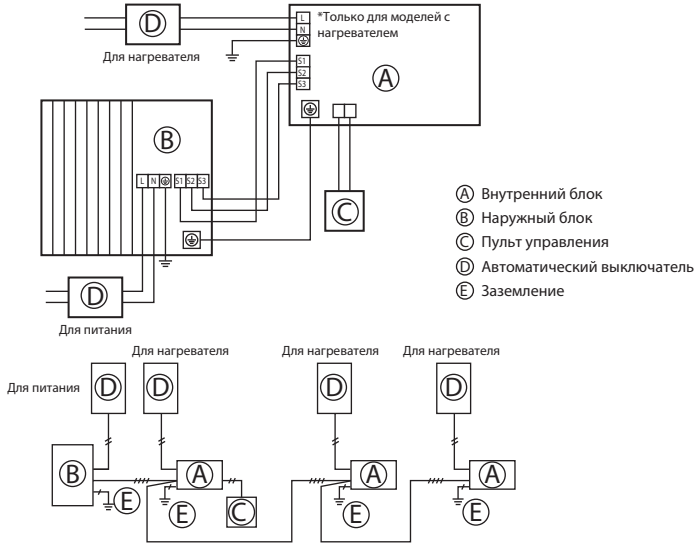 D
Для нагревателя
L
N
*Только для моделей с
нагревателем
S1
S2
S3
A
B
L N S1 S2 S3
C
D
Для питания
A Внутренний блок
B Наружный блок
C Пульт управления
D Автоматический выключатель
E Заземление
Для нагревателя
Для нагревателя
Для нагревателя
Для питания
D
D
D
D
B
A
A
A
E
E
C
E
E